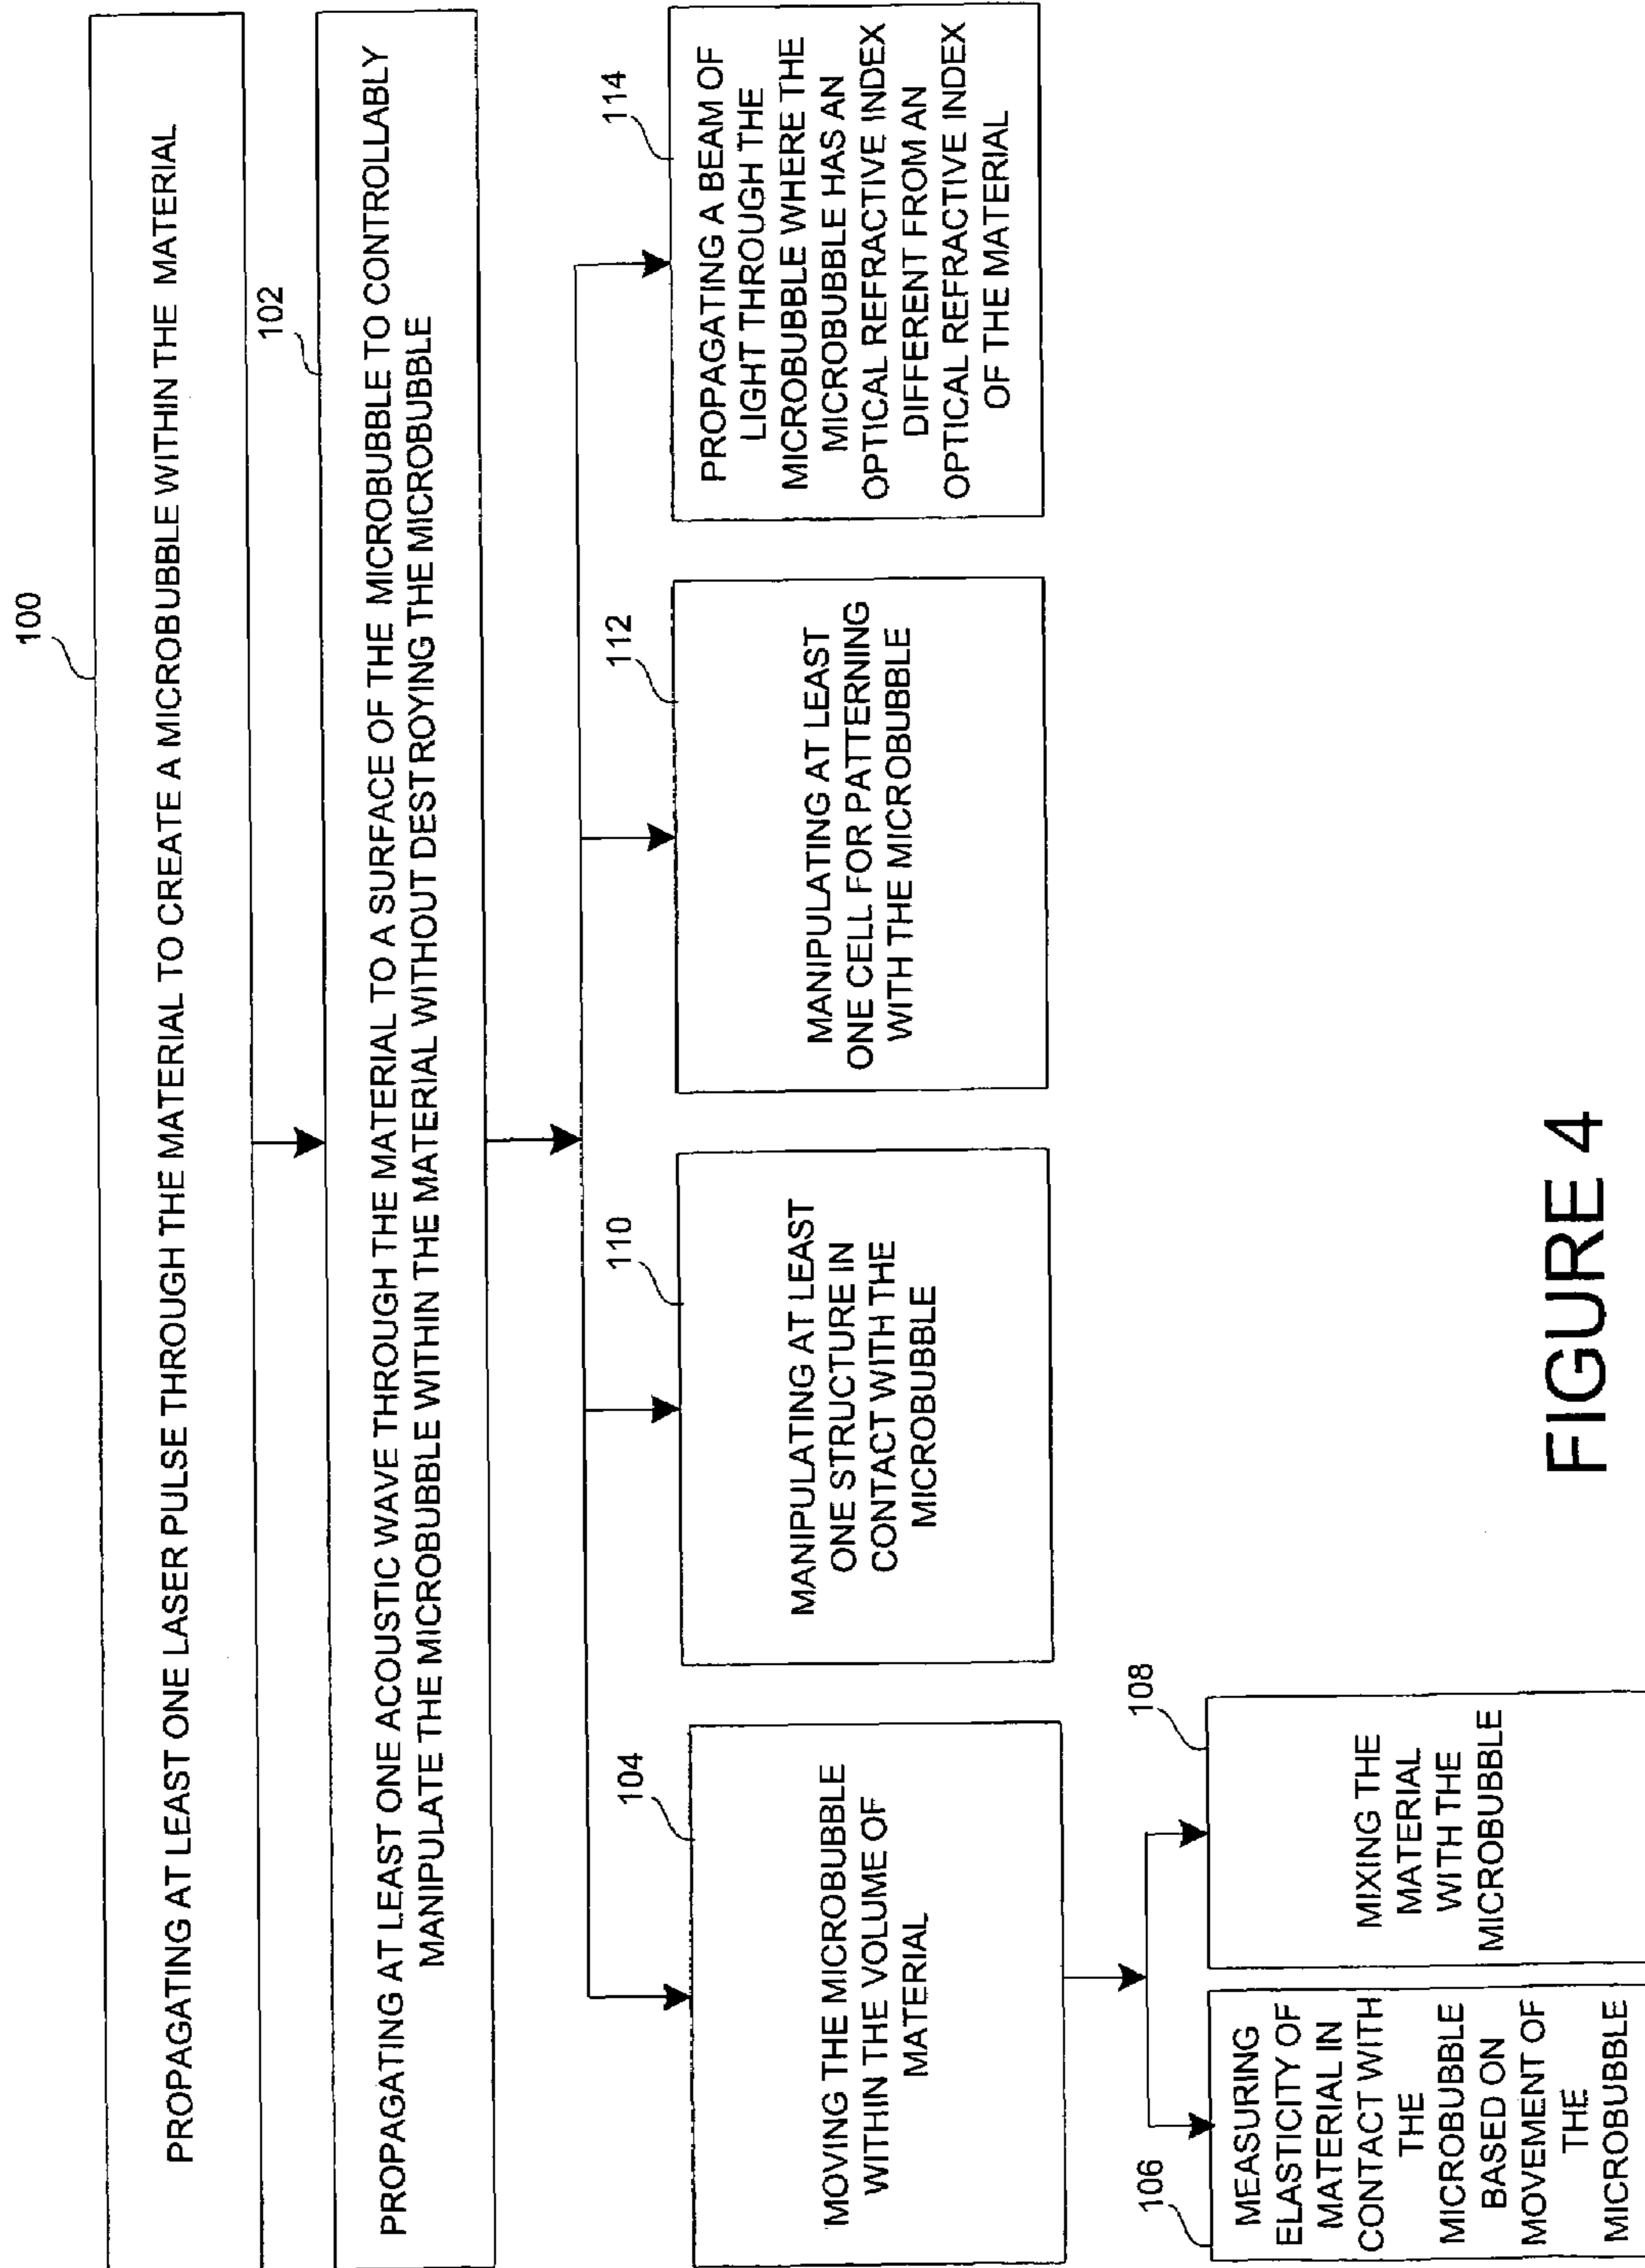 100
PROPAGATING AT LEAST ONE LASER PULSE THROUGH THE MATERIAL TO CREATE A MICROBUBBLE WITHIN THE MATERIAL
102
PROPAGATING AT LEAST ONE ACOUSTIC WAVE THROUGH THE MATERIAL TO A SURFACE OF THE MICROBUBBLE TO CONTROLLABLY
MANIPULATE THE MICROBUBBLE WITHIN THE MATERIAL WITHOUT DESTROYING THE MICROBUBBLE
104
MOVING THE MICROBUBBLE
WITHIN THE VOLUME OF
MATERIAL
110
MANIPULATING AT LEAST
ONE STRUCTURE IN
CONTACT WITH THE
MICROBUBBLE
112
MANIPULATING AT LEAST
ONE CELL FOR PATTERNING
WITH THE MICROBUBBLE
114
PROPAGATING A BEAM OF
LIGHT THROUGH THE
MICROBUBBLE WHERE THE
MICROBUBBLE HAS AN
OPTICAL REFRACTIVE INDEX
DIFFERENT FROM AN
OPTICAL REFRACTIVE INDEX
OF THE MATERIAL
106
MEASURING
ELASTICITY OF
MATERIAL IN
CONTACT WITH
THE
MICROBUBBLE
BASED ON
MOVEMENT OF
THE
MICROBUBBLE
108
MIXING THE
MATERIAL
WITH THE
MICROBUBBLE
FIGURE 4